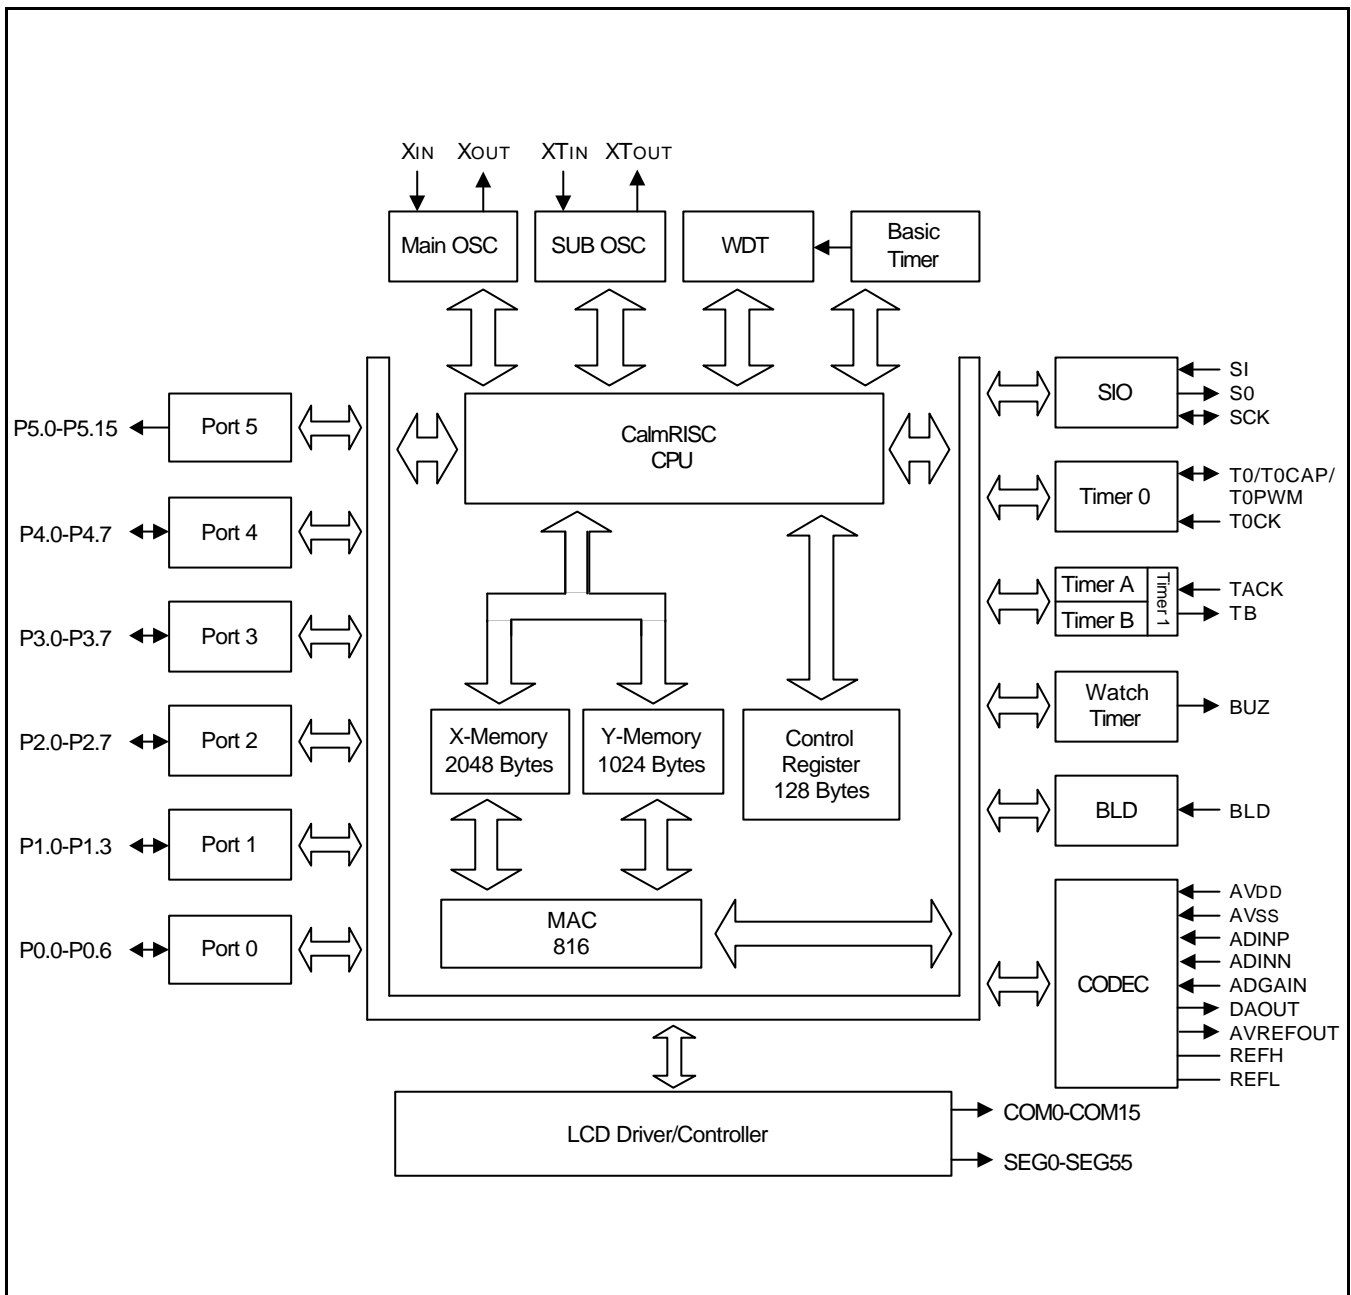 XIN XOUT XTIN XTOUT
Main OSC
SUB OSC
WDT
Basic
Timer
P5.0-P5.15
Port 5
P4.0-P4.7
Port 4
P3.0-P3.7
Port 3
P2.0-P2.7
Port 2
P1.0-P1.3
Port 1
P0.0-P0.6
Port 0
CalmRISC
CPU
X-Memory
2048 Bytes
Y-Memory
1024 Bytes
Control
Register
128 Bytes
MAC
816
SIO
SI
S0
SCK
Timer 0
T0/T0CAP/
T0PWM
T0CK
Timer A
Timer B
Timer 1
TACK
TB
Watch
Timer
BUZ
BLD
BLD
CODEC
AVDD
AVSS
ADINP
ADINN
ADGAIN
DAOUT
AVREFOUT
REFH
REFL
LCD Driver/Controller
COM0-COM15
SEG0-SEG55